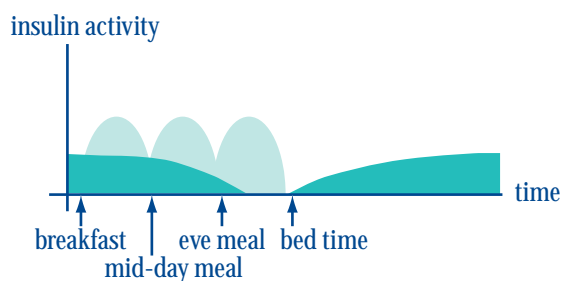 insulin activity
time
breakfast
eve meal
bed time
mid-day meal